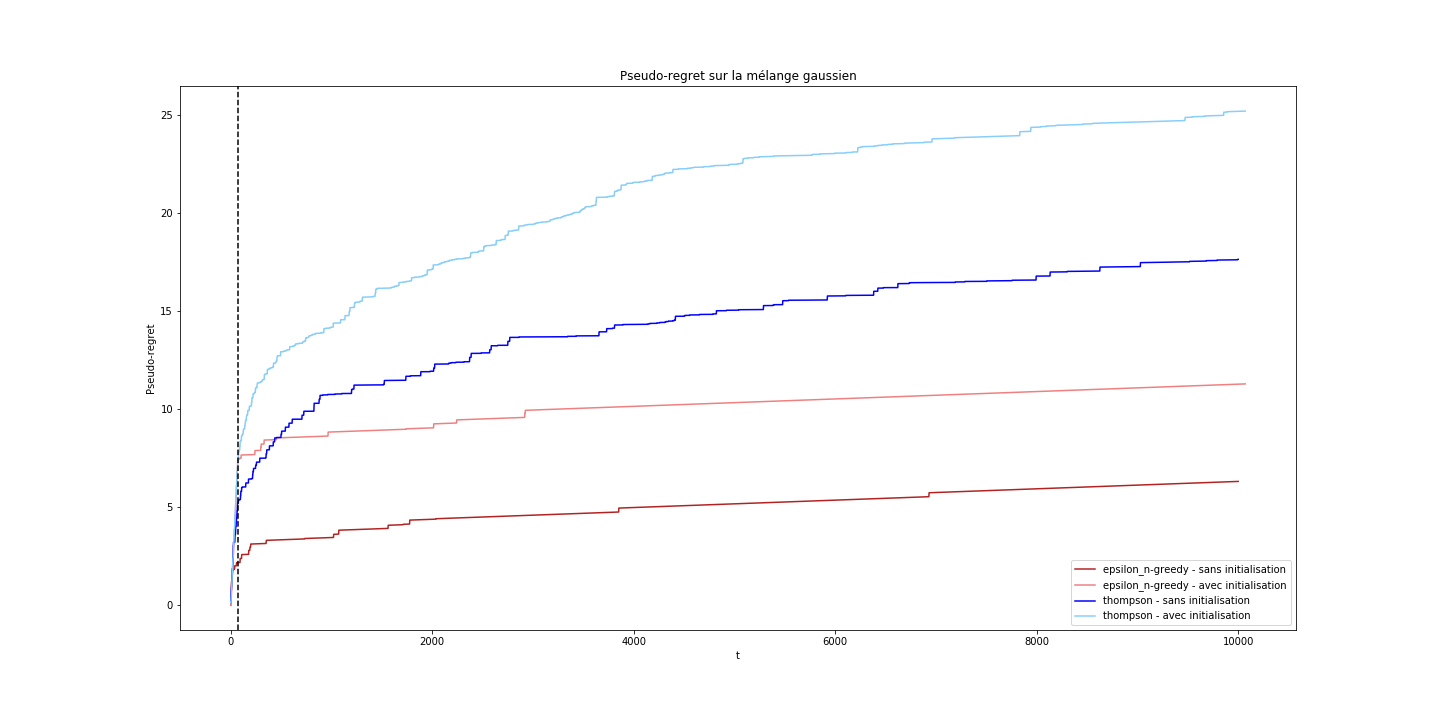 Pseudo-regret sur la mélange gaussien
25
20
15
10
5
0
Pseudo-regret
0 2000 4000 6000 8000 10000
t
epsilon_n-greedy - sans initialisation
epsilon_n-greedy - avec initialisation
thompson - sans initialisation
thompson - avec initialisation